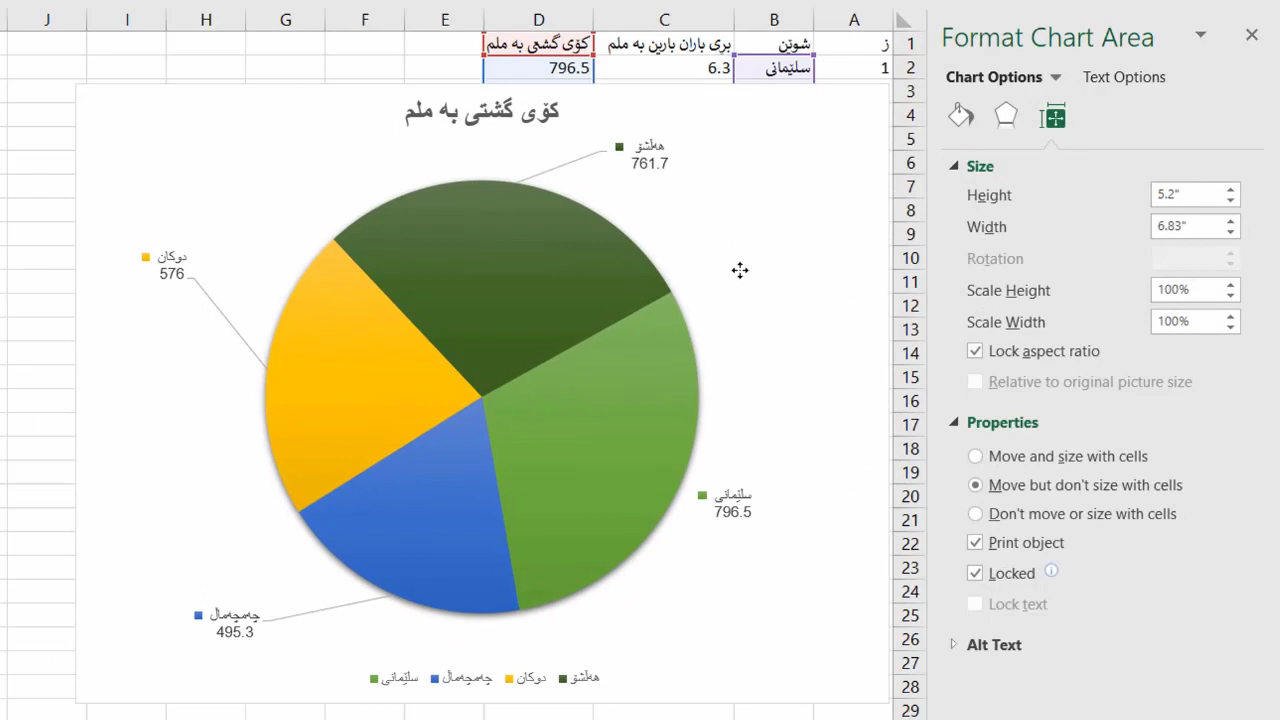 J I H G F E D C B A
1 ز شوێن بڕی باران بارین بە ملم کۆی گشتی بە ملم
2 1 سلێمانی 6.3 796.5
3
4
5
6
7
8
9
10
11
12
13
14
15
16
17
18
19
20
21
22
23
24
25
26
27
28
29
کۆی گشتی بە ملم
هەڵشۆ
761.7
دوکان
576
سلێمانی
796.5
چەمچەماڵ
495.3
هەڵشۆ دوکان چەمچەماڵ سلێمانی
Format Chart Area
Chart Options Text Options
Size
Height 5.2"
Width 6.83"
Rotation
Scale Height 100%
Scale Width 100%
Lock aspect ratio
Relative to original picture size
Properties
Move and size with cells
Move but don't size with cells
Don't move or size with cells
Print object
Locked
Lock text
Alt Text